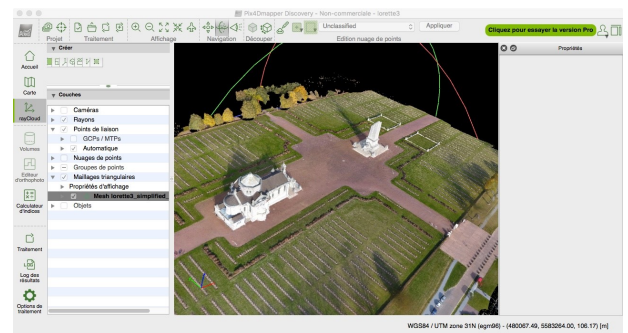 Pix4Dmapper Discovery - Non-commerciale - lorette3
Projet
Traitement
Affichage
Navigation
Découper
Unclassified
Appliquer
Edition nuage de points
Cliquez pour essayer la version Pro
Accueil
Carte
rayCloud
Volumes
Editeur
d'orthophoto
Calculateur
d'indices
Traitement
Log des
résultats
Options de
traitement
Créer
Couches
Caméras
Rayons
Points de liaison
GCPs / MTPs
Automatique
Nuages de points
Groupes de points
Maillages triangulaires
Propriétés d'affichage
Mesh lorette3_simplified_
Objets
Propriétés
WGS84 / UTM zone 31N (egm96) - (480067.49, 5583264.00, 106.17) [m]